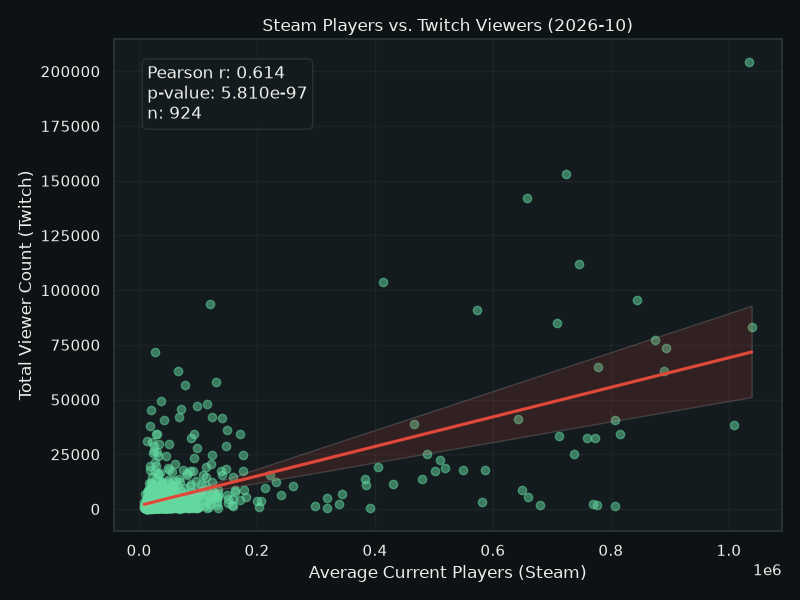 Steam Players vs. Twitch Viewers (2026-10)
Pearson r: 0.614
p-value: 5.810e-97
n: 924
Total Viewer Count (Twitch)
200000
175000
150000
125000
100000
75000
50000
25000
0
0.0 0.2 0.4 0.6 0.8 1.0
1e6
Average Current Players (Steam)